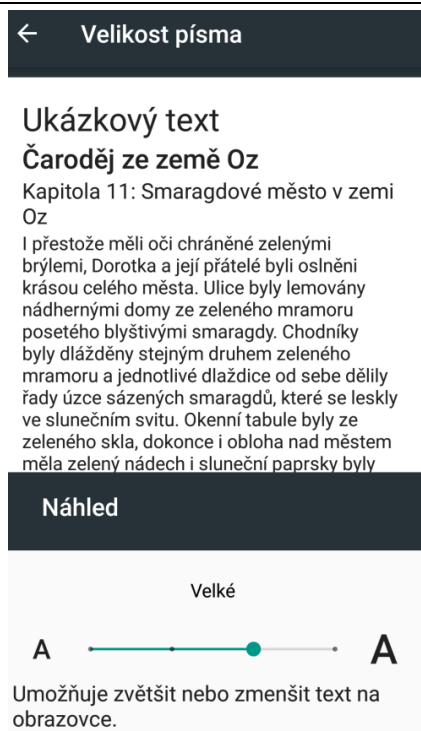 Velikost písma
Ukázkový text
Čaroděj ze země Oz
Kapitola 11: Smaragdové město v zemi
Oz
I přestože měli oči chráněné zelenými
brýlemi, Dorotka a její přátelé byli oslněni
krásou celého města. Ulice byly lemovány
nádhernými domy ze zeleného mramoru
posetého blyštivými smaragdy. Chodníky
byly dlážděny stejným druhem zeleného
mramoru a jednotlivé dlaždice od sebe dělily
řady úzce sázených smaragdů, které se leskly
ve slunečním svitu. Okenní tabule byly ze
zeleného skla, dokonce i obloha nad městem
měla zelený nádech i sluneční paprsky byly
Náhled
Velké
A A
Umožňuje zvětšit nebo zmenšit text na
obrazovce.